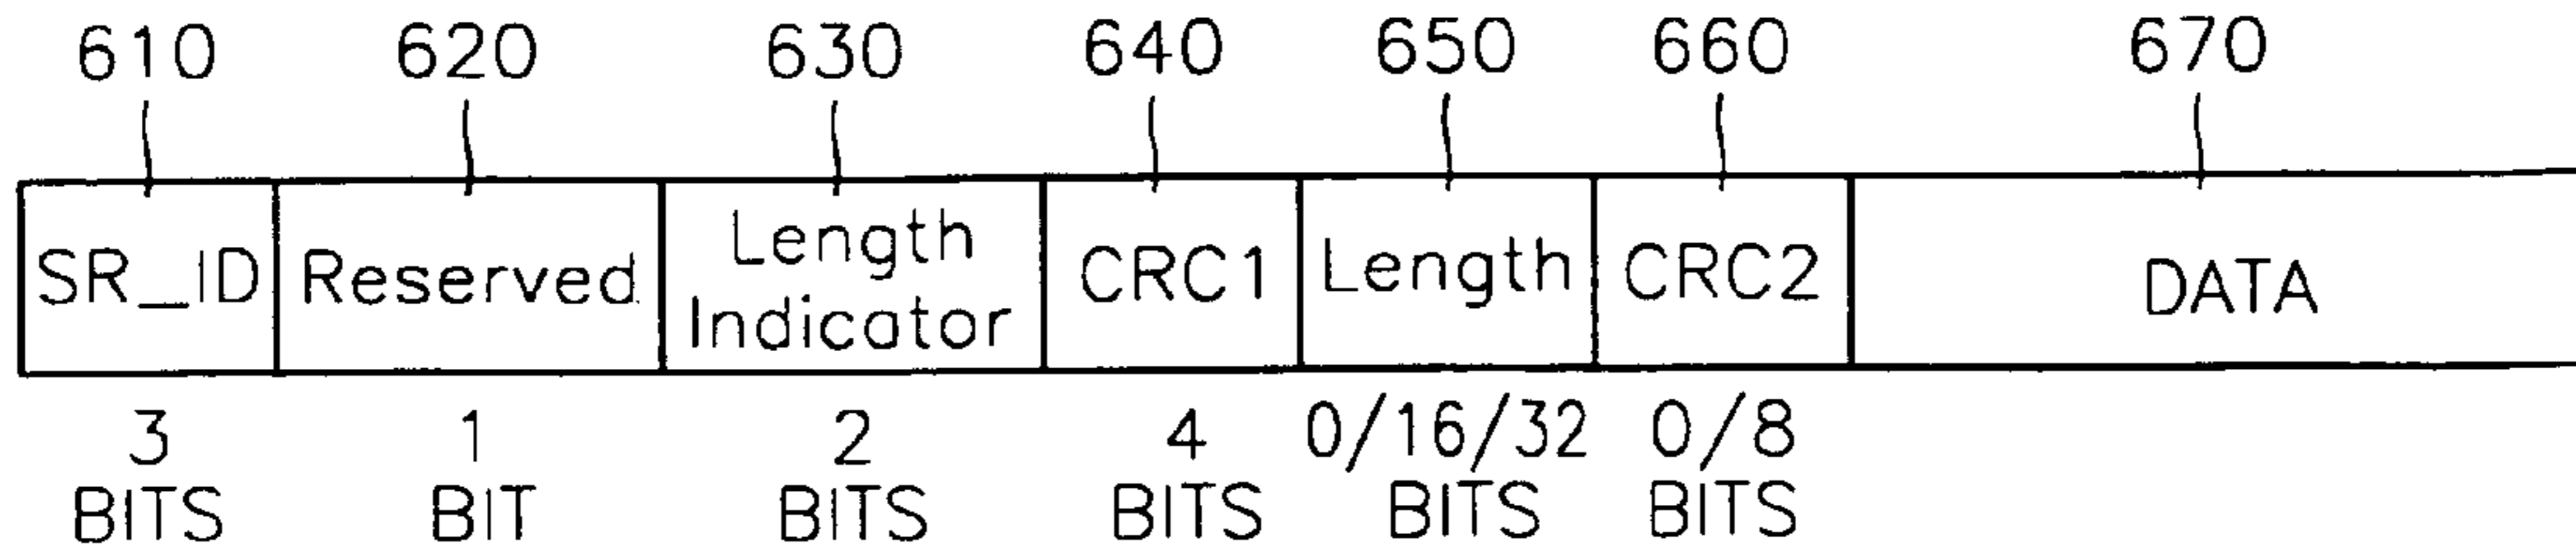 610 620 630 640 650 660 670
SR_ID Reserved Length Indicator CRC1 Length CRC2 DATA
3 BITS 1 BIT 2 BITS 4 BITS 0/16/32 BITS 0/8 BITS